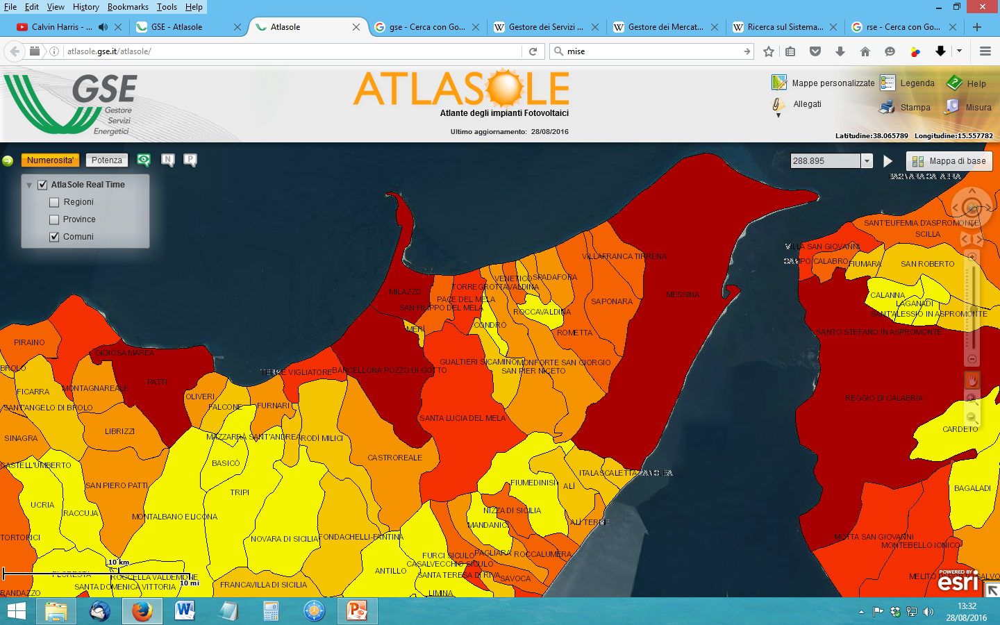 File Edit View History Bookmarks Tools Help
Calvin Harris - ...
GSE - Atlasole
Atlasole
gse - Cerca con Go...
Gestore dei Servizi ...
Gestore dei Mercat...
Ricerca sul Sistema...
rse - Cerca con Go...
atlasole.gse.it/atlasole/
mise
GSE
Gestore
Servizi
Energetici
ATLASOLE
Atlante degli impianti Fotovoltaici
Ultimo aggiornamento: 28/08/2016
Mappe personalizzate
Legenda
Help
Allegati
Stampa
Misura
Latitudine:38.065789 Longitudine:15.557782
Numerosita'
Potenza
N
P
288.895
Mappa di base
AtlaSole Real Time
Regioni
Province
Comuni
BAGNARA CALABRA
SANT'EUFEMIA D'ASPROMONTE
SCILLA
VILLA SAN GIOVANNI
CAMPO CALABRO
FIUMARA
SAN ROBERTO
VILLAFRANCA TIRRENA
VENETICO
SPADAFORA
MILAZZO
TORREGROTTA
VALDINA
MESSINA
CALANNA
PACE DEL MELA
SAPONARA
LAGANADI
SAN FILIPPO DEL MELA
ROCCAVALDINA
SANT'ALESSIO IN ASPROMONTE
MERÌ
CONDRÒ
ROMETTA
SANTO STEFANO IN ASPROMONTE
PIRAINO
GIOIOSA MAREA
BROLO
TERME VIGLIATORE
BARCELLONA POZZO DI GOTTO
GUALTIERI SICAMINÒ
MONFORTE SAN GIORGIO
SAN PIER NICETO
PATTI
MONTAGNAREALE
FICARRA
OLIVERI
REGGIO DI CALABRIA
SANT'ANGELO DI BROLO
FALCONE
FURNARI
SANTA LUCIA DEL MELA
LIBRIZZI
CARDETO
SINAGRA
MAZZARRÀ SANT'ANDREA
RODÌ MILICI
CASTELL'UMBERTO
BASICÒ
CASTROREALE
ITALA
SCALETTA ZANCLEA
SAN PIERO PATTI
TRIPI
FIUMEDINISI
ALÌ
BAGALADI
UCRIA
RACCUJA
MONTALBANO ELICONA
NIZZA DI SICILIA
MANDANICI
ALÌ TERME
TORTORICI
NOVARA DI SICILIA
FONDACHELLI-FANTINA
MOTTA SAN GIOVANNI
MONTEBELLO IONICO
FURCI SICULO
PAGLIARA
ROCCALUMERA
10 km
CASALVECCHIO SICULO
FLORESTA
ROCCELLA VALDEMONE
ANTILLO
SANTA TERESA DI RIVA
SAVOCA
10 mi
SANTA DOMENICA VITTORIA
FRANCAVILLA DI SICILIA
RANDAZZO
LIMINA
POWERED BY
esri
13:32
28/08/2016